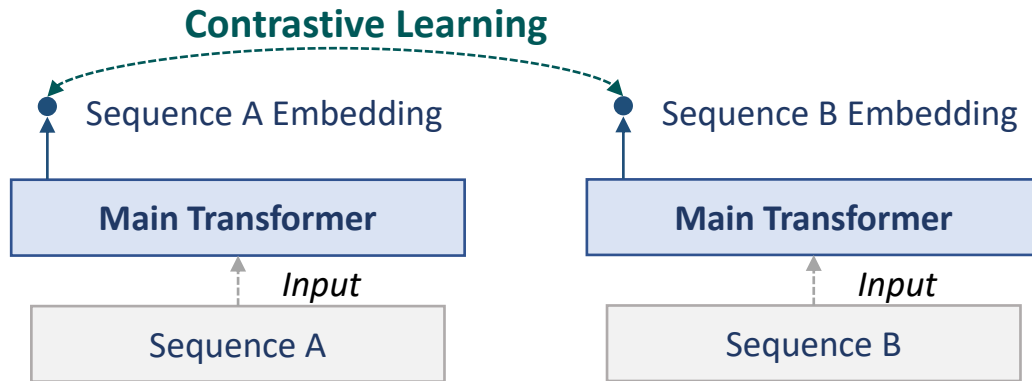 Contrastive Learning
Sequence A Embedding
Sequence B Embedding
Main Transformer
Main Transformer
Input
Input
Sequence A
Sequence B